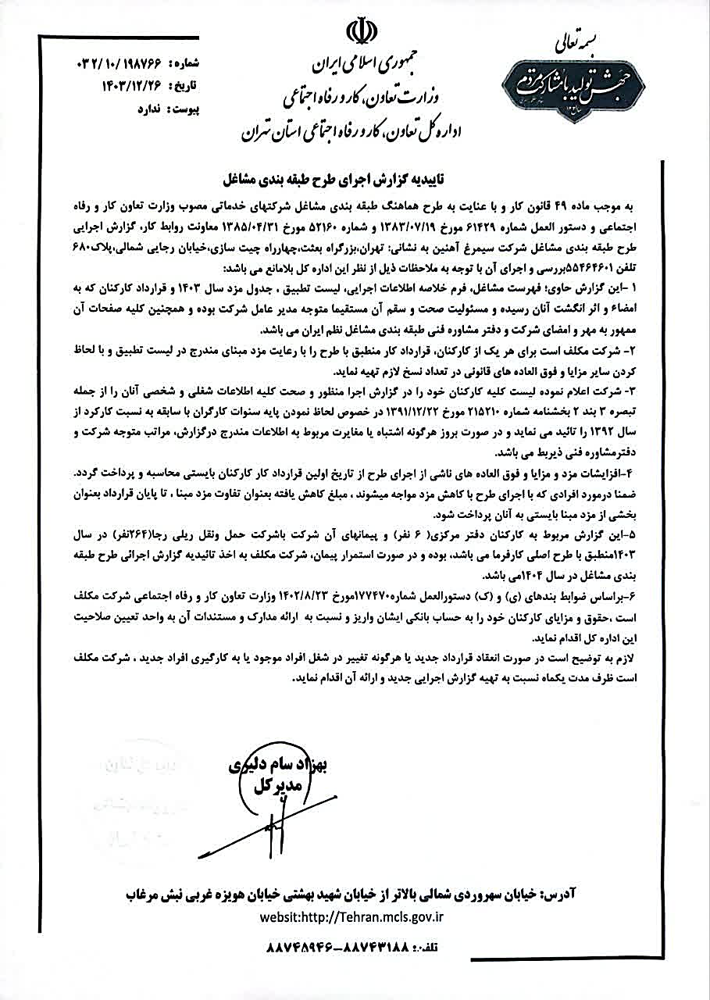 بسمه تعالی
جهش تولید با مشارکت مردم
جمهوری اسلامی ایران
وزارت تعاون، کار و رفاه اجتماعی
اداره کل تعاون، کار و رفاه اجتماعی استان تهران
شماره: ۰۳۲/۱۰/۱۹۸۷۶۶
تاریخ: ۱۴۰۳/۱۲/۲۶
پیوست: ندارد
تاییدیه گزارش اجرای طرح طبقه بندی مشاغل
به موجب ماده ۴۹ قانون کار و با عنایت به طرح هماهنگ طبقه بندی مشاغل شرکتهای خدماتی مصوب وزارت تعاون کار و رفاه
اجتماعی و دستور العمل شماره ۶۱۴۲۹ مورخ ۱۳۸۳/۰۷/۱۹ و شماره ۵۲۱۶۰ مورخ ۱۳۸۵/۰۴/۳۱ معاونت روابط کار، گزارش اجرایی
طرح طبقه بندی مشاغل شرکت سیمرغ آهنین به نشانی: تهران،بزرگراه بعثت،چهارراه چیت سازی،خیابان رجایی شمالی،پلاک۶۸۰
تلفن ۵۵۴۶۴۶۰۱بررسی و اجرای آن با توجه به ملاحظات ذیل از نظر این اداره کل بلامانع می باشد:
۱ -این گزارش حاوی؛ فهرست مشاغل، فرم خلاصه اطلاعات اجرایی، لیست تطبیق ، جدول مزد سال ۱۴۰۳ و قرارداد کارکنان که به
امضاء و اثر انگشت آنان رسیده و مسئولیت صحت و سقم آن مستقیما متوجه مدیر عامل شرکت بوده و همچنین کلیه صفحات آن
ممهور به مهر و امضای شرکت و دفتر مشاوره فنی طبقه بندی مشاغل نظم ایران می باشد.
۲- شرکت مکلف است برای هر یک از کارکنان، قرارداد کار منطبق با طرح را با رعایت مزد مبنای مندرج در لیست تطبیق و با لحاظ
کردن سایر مزایا و فوق العاده های قانونی در تعداد نسخ لازم تهیه نماید.
۳- شرکت اعلام نموده لیست کلیه کارکنان خود را در گزارش اجرا منظور و صحت کلیه اطلاعات شغلی و شخصی آنان را از جمله
تبصره ۳ بند ۲ بخشنامه شماره ۲۱۵۲۱۰ مورخ ۱۳۹۱/۱۲/۲۲ در خصوص لحاظ نمودن پایه سنوات کارگران با سابقه به نسبت کارکرد از
سال ۱۳۹۲ را تائید می نماید و در صورت بروز هرگونه اشتباه یا مغایرت مربوط به اطلاعات مندرج درگزارش، مراتب متوجه شرکت و
دفترمشاوره فنی ذیربط می باشد.
۴-افزایشات مزد و مزایا و فوق العاده های ناشی از اجرای طرح از تاریخ اولین قرارداد کار کارکنان بایستی محاسبه و پرداخت گردد.
ضمنا درمورد افرادی که با اجرای طرح با کاهش مزد مواجه میشوند ، مبلغ کاهش یافته بعنوان تفاوت مزد مبنا ، تا پایان قرارداد بعنوان
بخشی از مزد مبنا بایستی به آنان پرداخت شود.
۵-این گزارش مربوط به کارکنان دفتر مرکزی( ۶ نفر) و پیمانهای آن شرکت باشرکت حمل ونقل ریلی رجا(۲۶۴نفر) در سال
۱۴۰۳منطبق با طرح اصلی کارفرما می باشد، بوده و در صورت استمرار پیمان، شرکت مکلف به اخذ تائیدیه گزارش اجرائی طرح طبقه
بندی مشاغل در سال ۱۴۰۴می باشد.
۶-براساس ضوابط بندهای (ی) و (ک) دستورالعمل شماره۱۷۷۴۷۰مورخ ۱۴۰۲/۸/۲۳ وزارت تعاون کار و رفاه اجتماعی شرکت مکلف
است ،حقوق و مزایای کارکنان خود را به حساب بانکی ایشان واریز و نسبت به ارائه مدارک و مستندات آن به واحد تعیین صلاحیت
این اداره کل اقدام نماید.
لازم به توضیح است در صورت انعقاد قرارداد جدید یا هرگونه تغییر در شغل افراد موجود یا به کارگیری افراد جدید ، شرکت مکلف
است ظرف مدت یکماه نسبت به تهیه گزارش اجرایی جدید و ارائه آن اقدام نماید.
بهزاد سام دلیری
مدیر کل
آدرس: خیابان سهروردی شمالی بالاتر از خیابان شهید بهشتی خیابان هویزه غربی نبش مرغاب
websit:http://Tehran.mcls.gov.ir
تلفن: ۸۸۷۴۳۱۸۸-۸۸۷۴۵۹۴۶